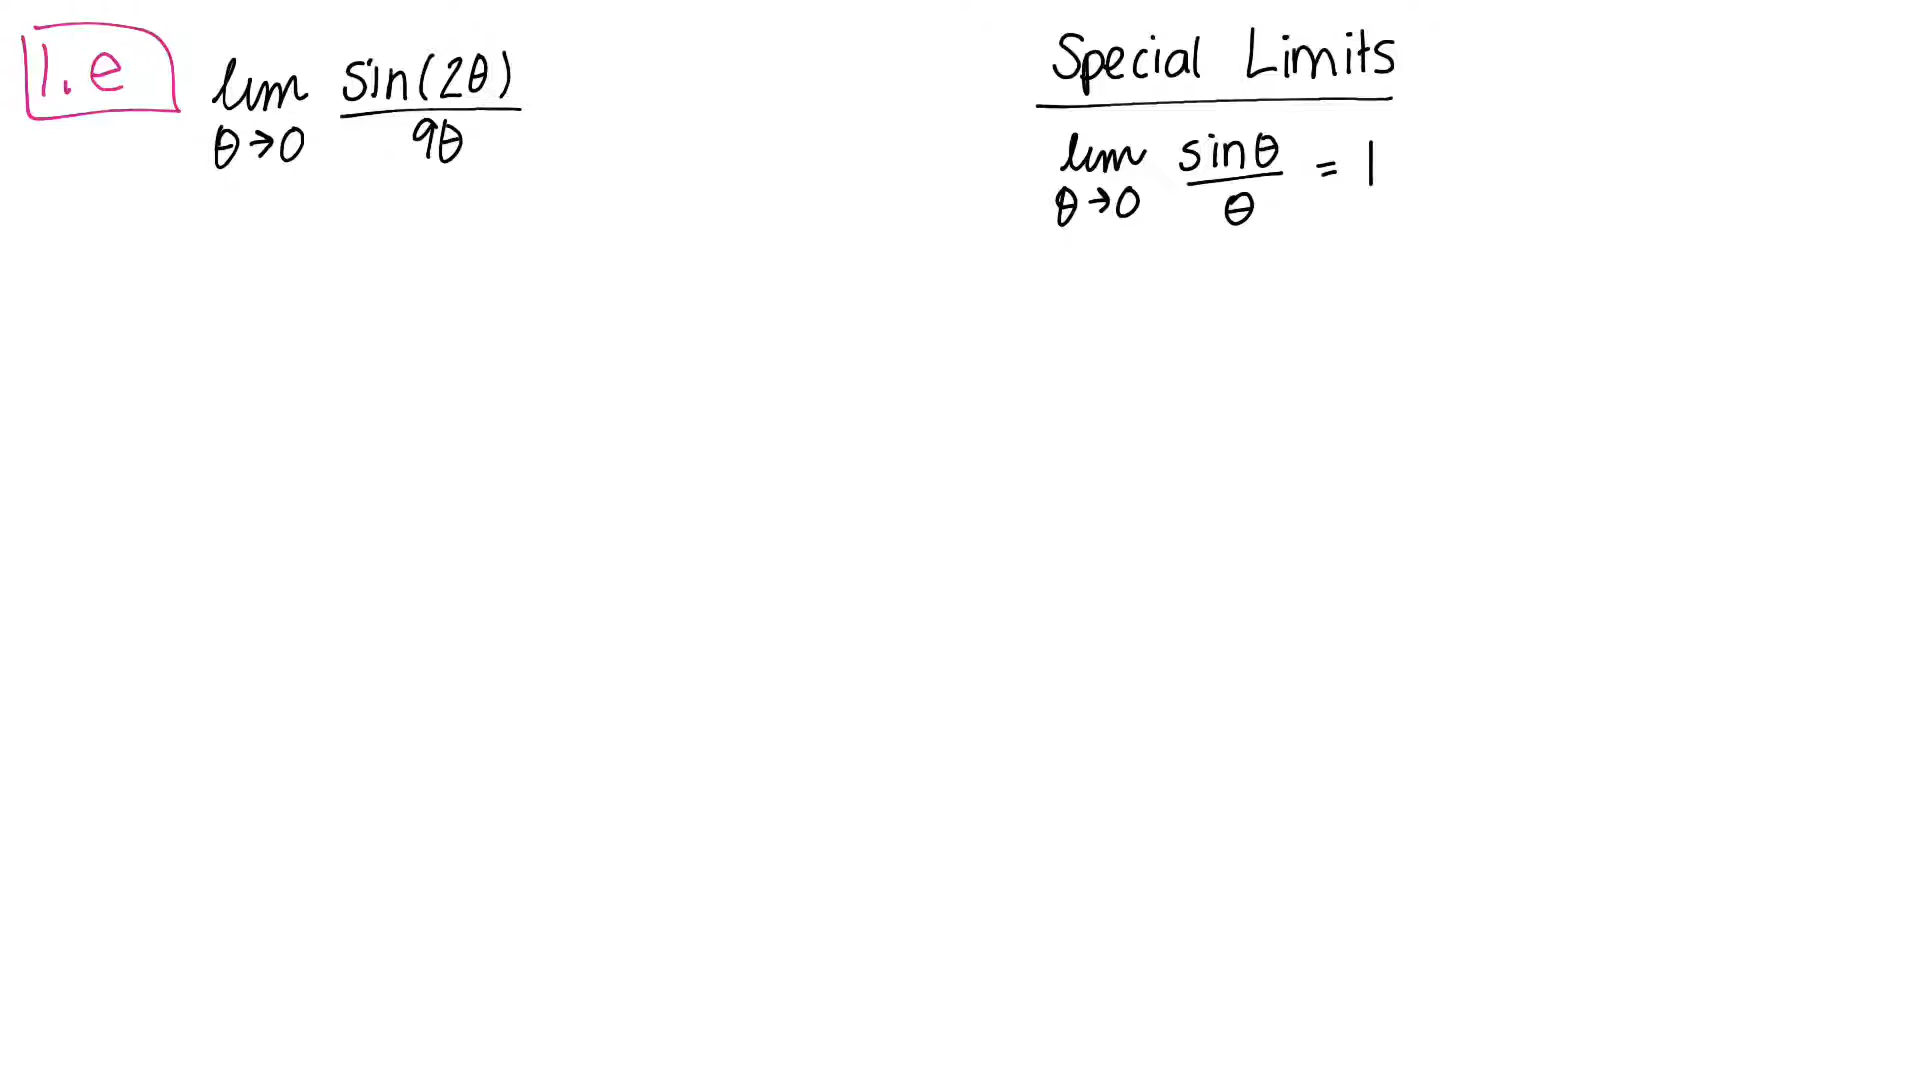 1.e
lim sin(2θ)
θ→0 9θ
Special Limits
lim sinθ = 1
θ→0 θ